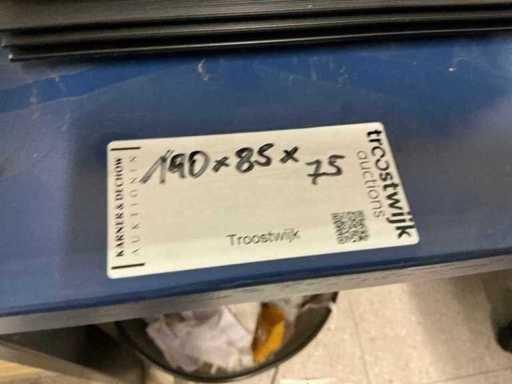 KARNER & DECHOW
AUKTIONEN
190 x 85 x 75
Troostwijk
troostwijk
auctions